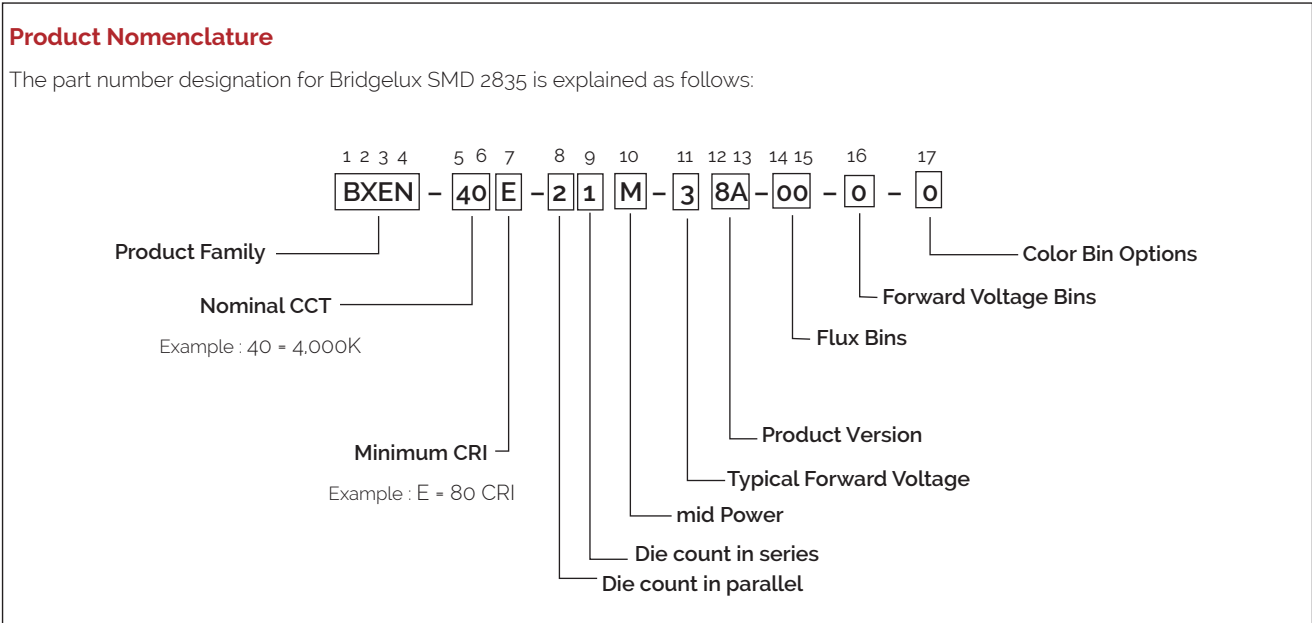 Product Nomenclature
The part number designation for Bridgelux SMD 2835 is explained as follows:
1 2 3 4 5 6 7 8 9 10 11 12 13 14 15 16 17
BXEN – 40 E – 2 1 M – 3 8A – 00 – 0 – 0
Product Family
Color Bin Options
Nominal CCT
Forward Voltage Bins
Example : 40 = 4,000K
Flux Bins
Product Version
Minimum CRI
Typical Forward Voltage
Example : E = 80 CRI
mid Power
Die count in series
Die count in parallel